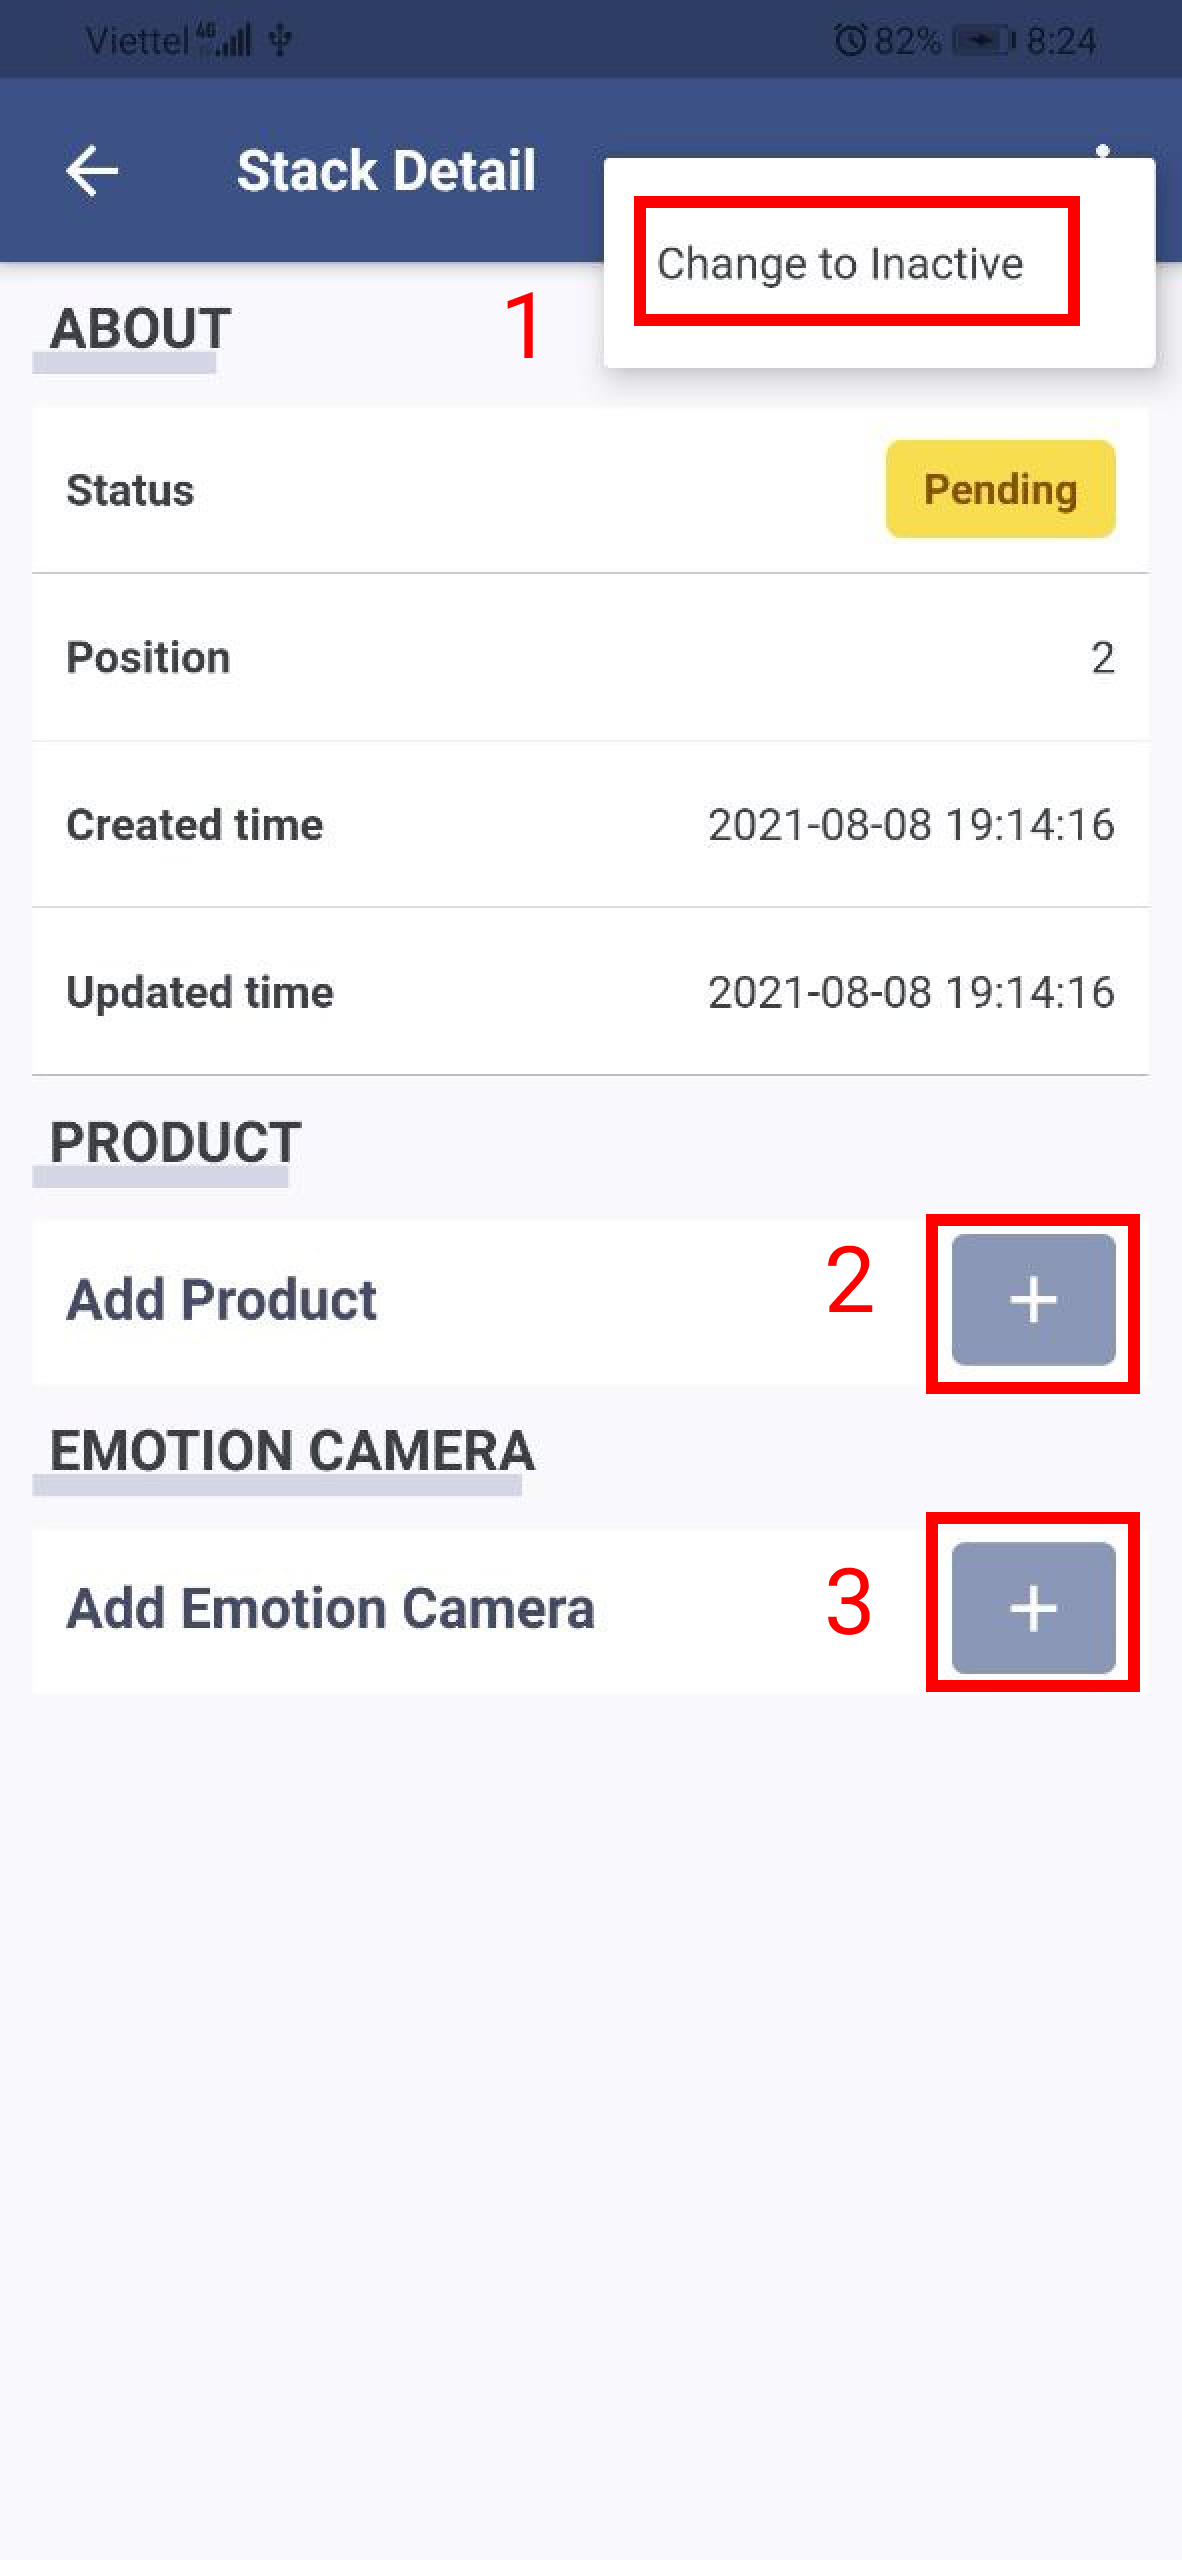 Viettel 4G 82% 8:24
Stack Detail
Change to Inactive
1
ABOUT
Status Pending
Position 2
Created time 2021-08-08 19:14:16
Updated time 2021-08-08 19:14:16
PRODUCT
Add Product 2 +
EMOTION CAMERA
Add Emotion Camera 3 +